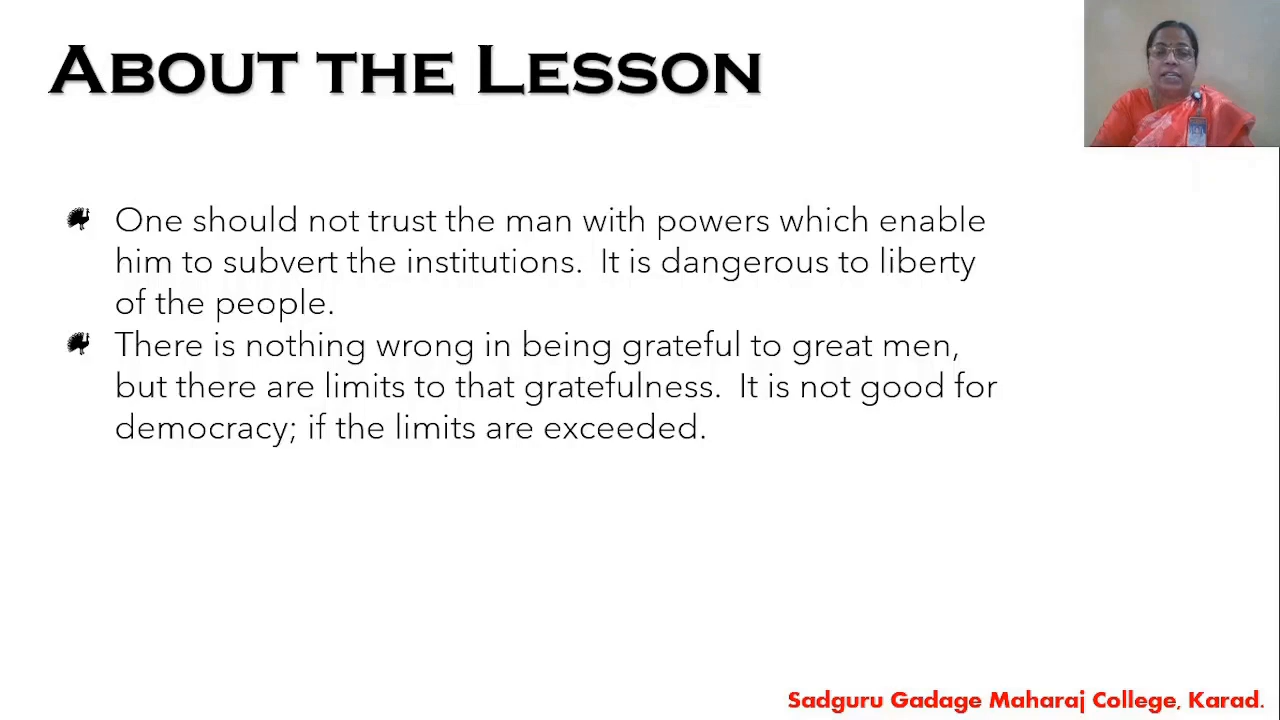 ABOUT THE LESSON
One should not trust the man with powers which enable
him to subvert the institutions. It is dangerous to liberty
of the people.
There is nothing wrong in being grateful to great men,
but there are limits to that gratefulness. It is not good for
democracy; if the limits are exceeded.
Sadguru Gadage Maharaj College, Karad.